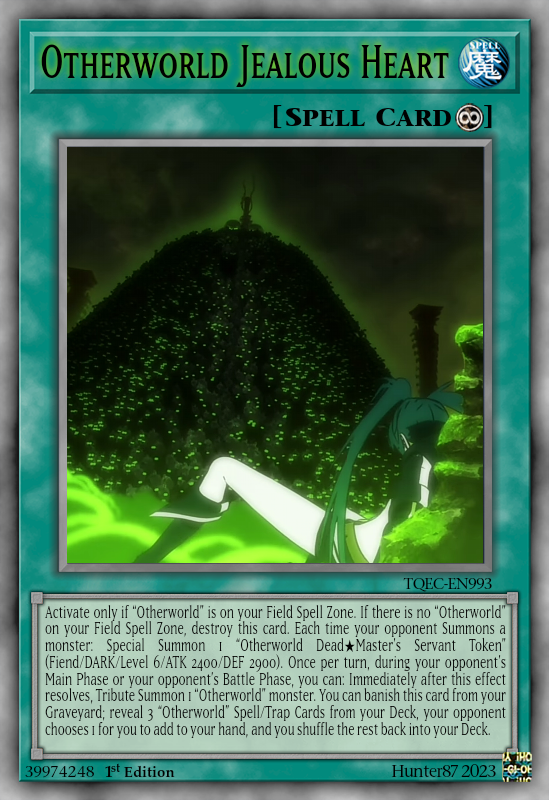 OTHERWORLD JEALOUS HEART
SPELL
魔
[SPELL CARD]
TQEC-EN993
Activate only if “Otherworld” is on your Field Spell Zone. If there is no “Otherworld”
on your Field Spell Zone, destroy this card. Each time your opponent Summons a
monster: Special Summon 1 “Otherworld Dead★Master's Servant Token”
(Fiend/DARK/Level 6/ATK 2400/DEF 2900). Once per turn, during your opponent's
Main Phase or your opponent's Battle Phase, you can: Immediately after this effect
resolves, Tribute Summon 1 “Otherworld” monster. You can banish this card from your
Graveyard; reveal 3 “Otherworld” Spell/Trap Cards from your Deck, your opponent
chooses 1 for you to add to your hand, and you shuffle the rest back into your Deck.
39974248 1st Edition
Hunter87 2023